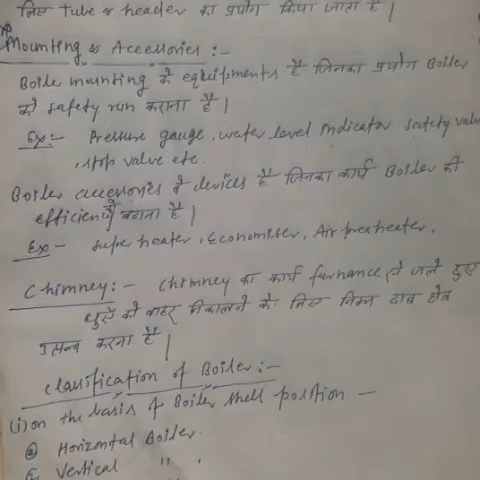 लिए Tube & header का प्रयोग किया जाता है |
Mounting & Accessories :-
Boiler mounting वे equipments है जिनका प्रयोग Boiler
को safety run कराना है |
Ex:- Pressure gauge, water level indicator safety valve
, stop valve etc.
Boiler accessories वे devices है जिनका कार्य Boiler की
efficiency बढाना है |
Ex - super heater, Economiser, Air preheater.
Chimney :- Chimney का कार्य furnance से जले हुए
धुएँ को बाहर निकालने के लिए निम्न दाब क्षेत्र
उत्पन्न करना है |
Classification of Boiler :-
(i) on the basis of Boiler shell position -
@ Horizontal Boiler.
Vertical " .